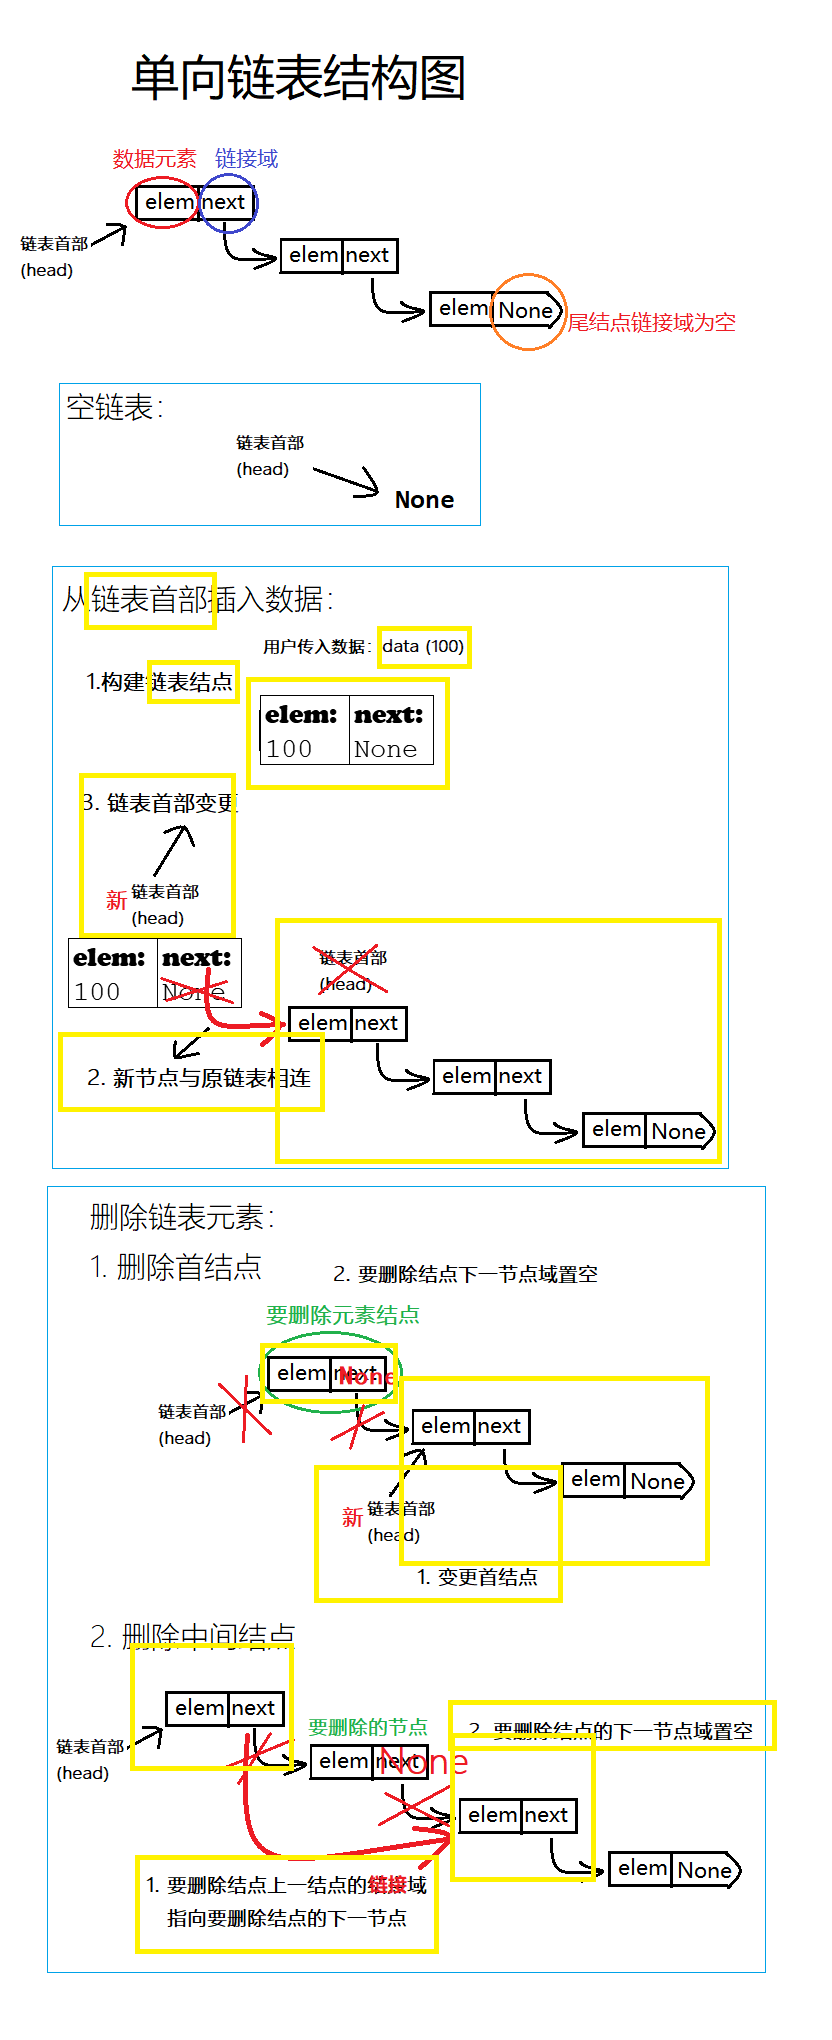 单向链表结构图
数据元素 链接域
elem next
链表首部
(head)
elem next
elem None
尾结点链接域为空
空链表：
链表首部
(head)
None
从链表首部插入数据：
用户传入数据：data (100)
1.构建链表结点
elem: next:
100 None
3. 链表首部变更
新 链表首部
(head)
elem: next:
100 None
链表首部
(head)
elem next
2. 新节点与原链表相连
elem next
elem None
删除链表元素：
1. 删除首结点
2. 要删除结点下一节点域置空
要删除元素结点
elem next
None
链表首部
(head)
elem next
elem None
新 链表首部
(head)
1. 变更首结点
2. 删除中间结点
elem next
要删除的节点
2. 要删除结点的下一节点域置空
链表首部
(head)
elem next
None
elem next
elem None
1. 要删除结点上一结点的链接域
指向要删除结点的下一节点